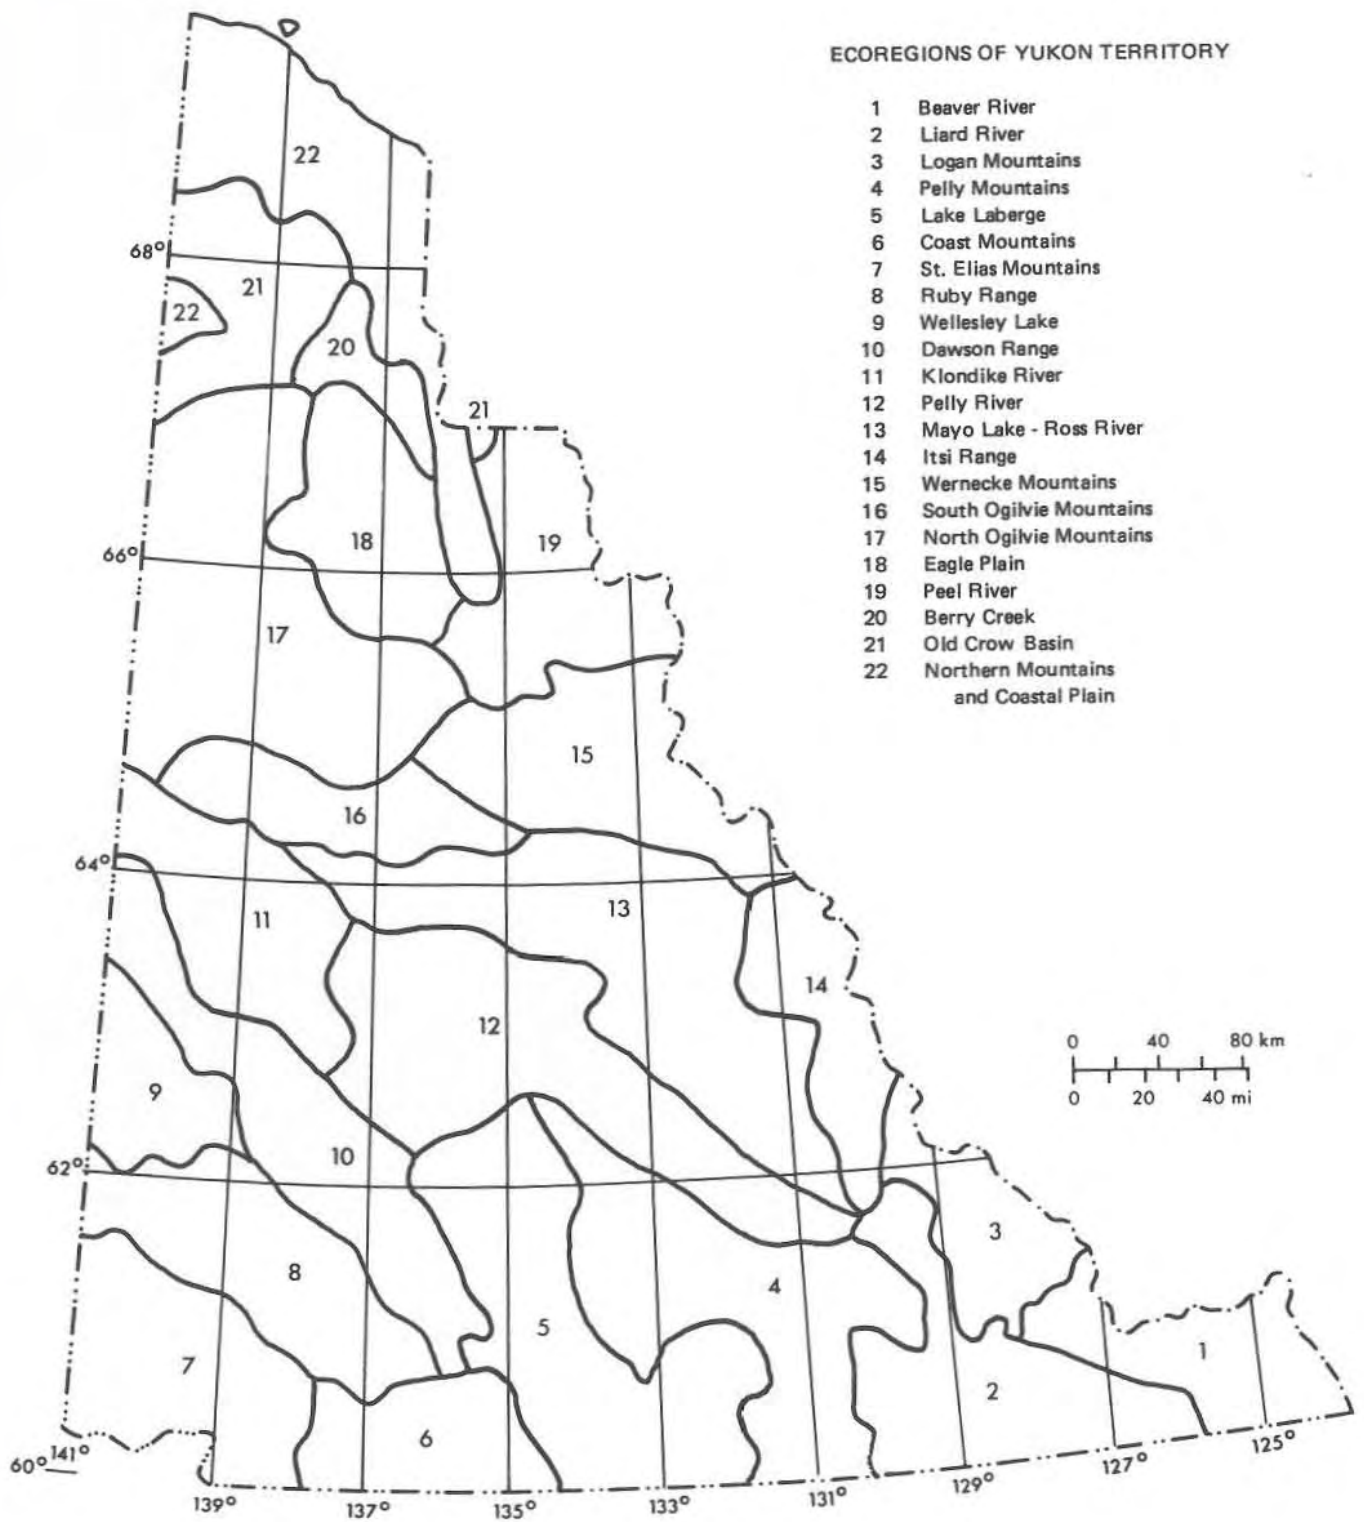 ECOREGIONS OF YUKON TERRITORY
1 Beaver River
2 Liard River
3 Logan Mountains
4 Pelly Mountains
5 Lake Laberge
6 Coast Mountains
7 St. Elias Mountains
8 Ruby Range
9 Wellesley Lake
10 Dawson Range
11 Klondike River
12 Pelly River
13 Mayo Lake - Ross River
14 Itsi Range
15 Wernecke Mountains
16 South Ogilvie Mountains
17 North Ogilvie Mountains
18 Eagle Plain
19 Peel River
20 Berry Creek
21 Old Crow Basin
22 Northern Mountains
and Coastal Plain
22
68°
21
22
20
21
18
19
66°
17
15
16
64°
11
13
14
12
0 40 80 km
0 20 40 mi
9
10
62°
3
8
4
5
1
7
2
6
60° 141°
139° 137° 135° 133° 131° 129° 127° 125°